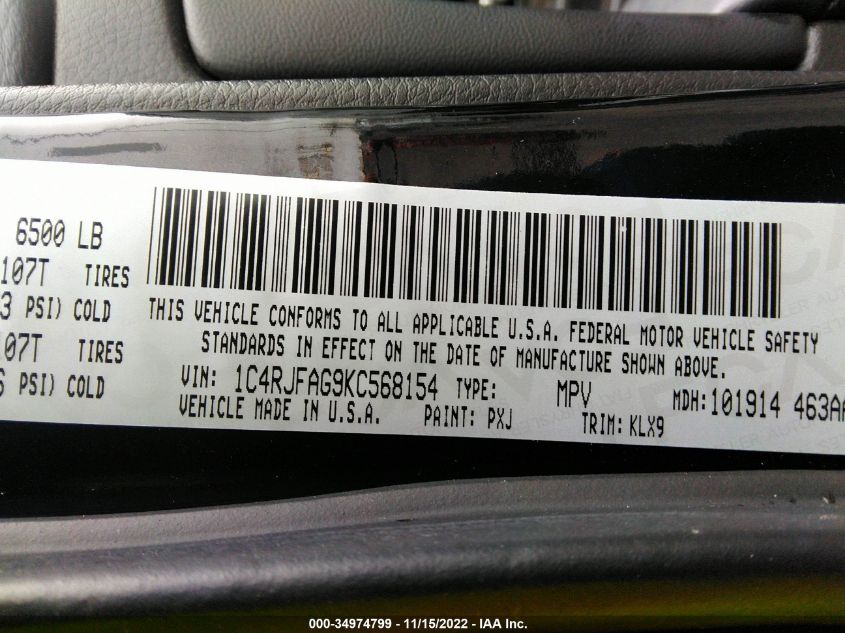 6500 LB
107T TIRES
3 PSI) COLD
107T TIRES
PSI) COLD
THIS VEHICLE CONFORMS TO ALL APPLICABLE U.S.A. FEDERAL MOTOR VEHICLE SAFETY
STANDARDS IN EFFECT ON THE DATE OF MANUFACTURE SHOWN ABOVE.
VIN: 1C4RJFAG9KC568154 TYPE: MPV MDH:101914 463AA
VEHICLE MADE IN U.S.A. PAINT: PXJ TRIM: KLX9
000-34974799 - 11/15/2022 - IAA Inc.